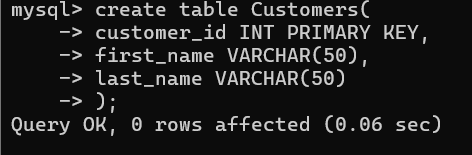 mysql> create table Customers(
    -> customer_id INT PRIMARY KEY,
    -> first_name VARCHAR(50),
    -> last_name VARCHAR(50)
    -> );
Query OK, 0 rows affected (0.06 sec)